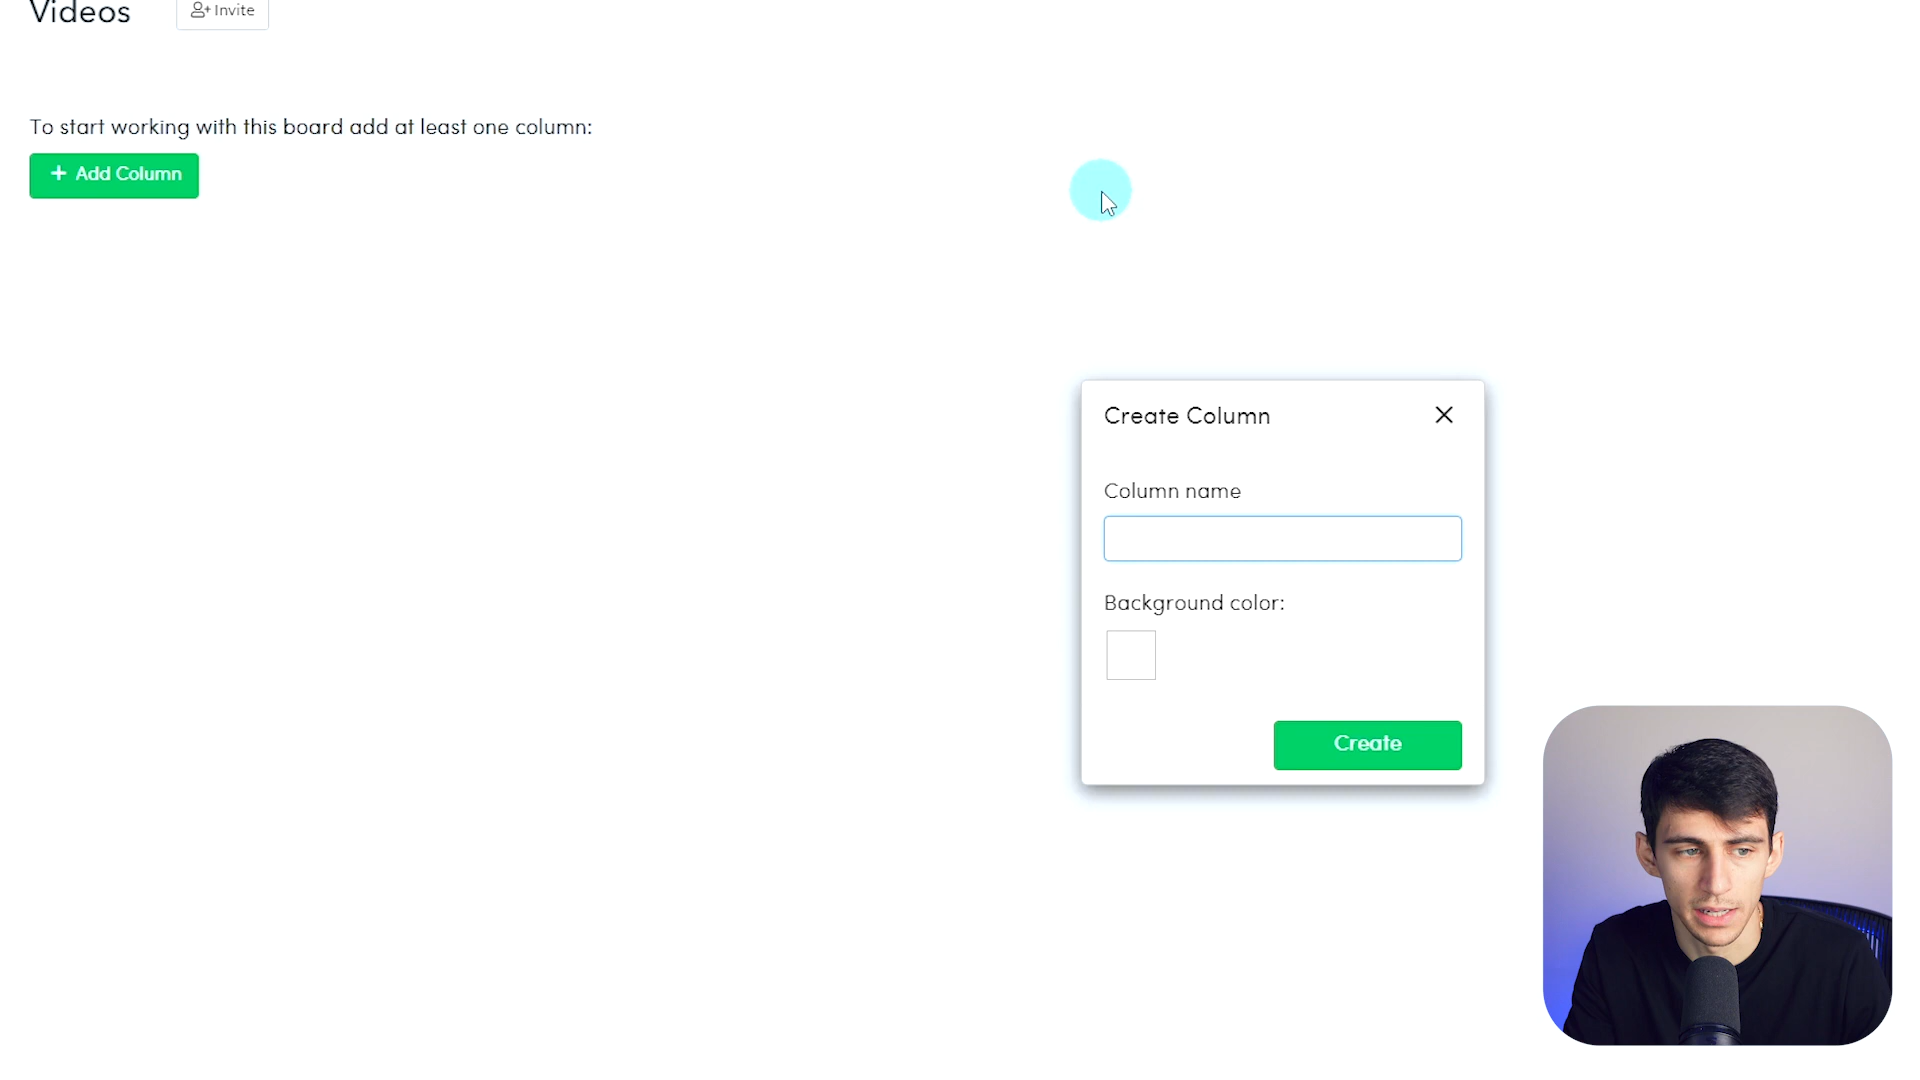 Videos
Invite
To start working with this board add at least one column:
+ Add Column
Create Column
Column name
Background color:
Create